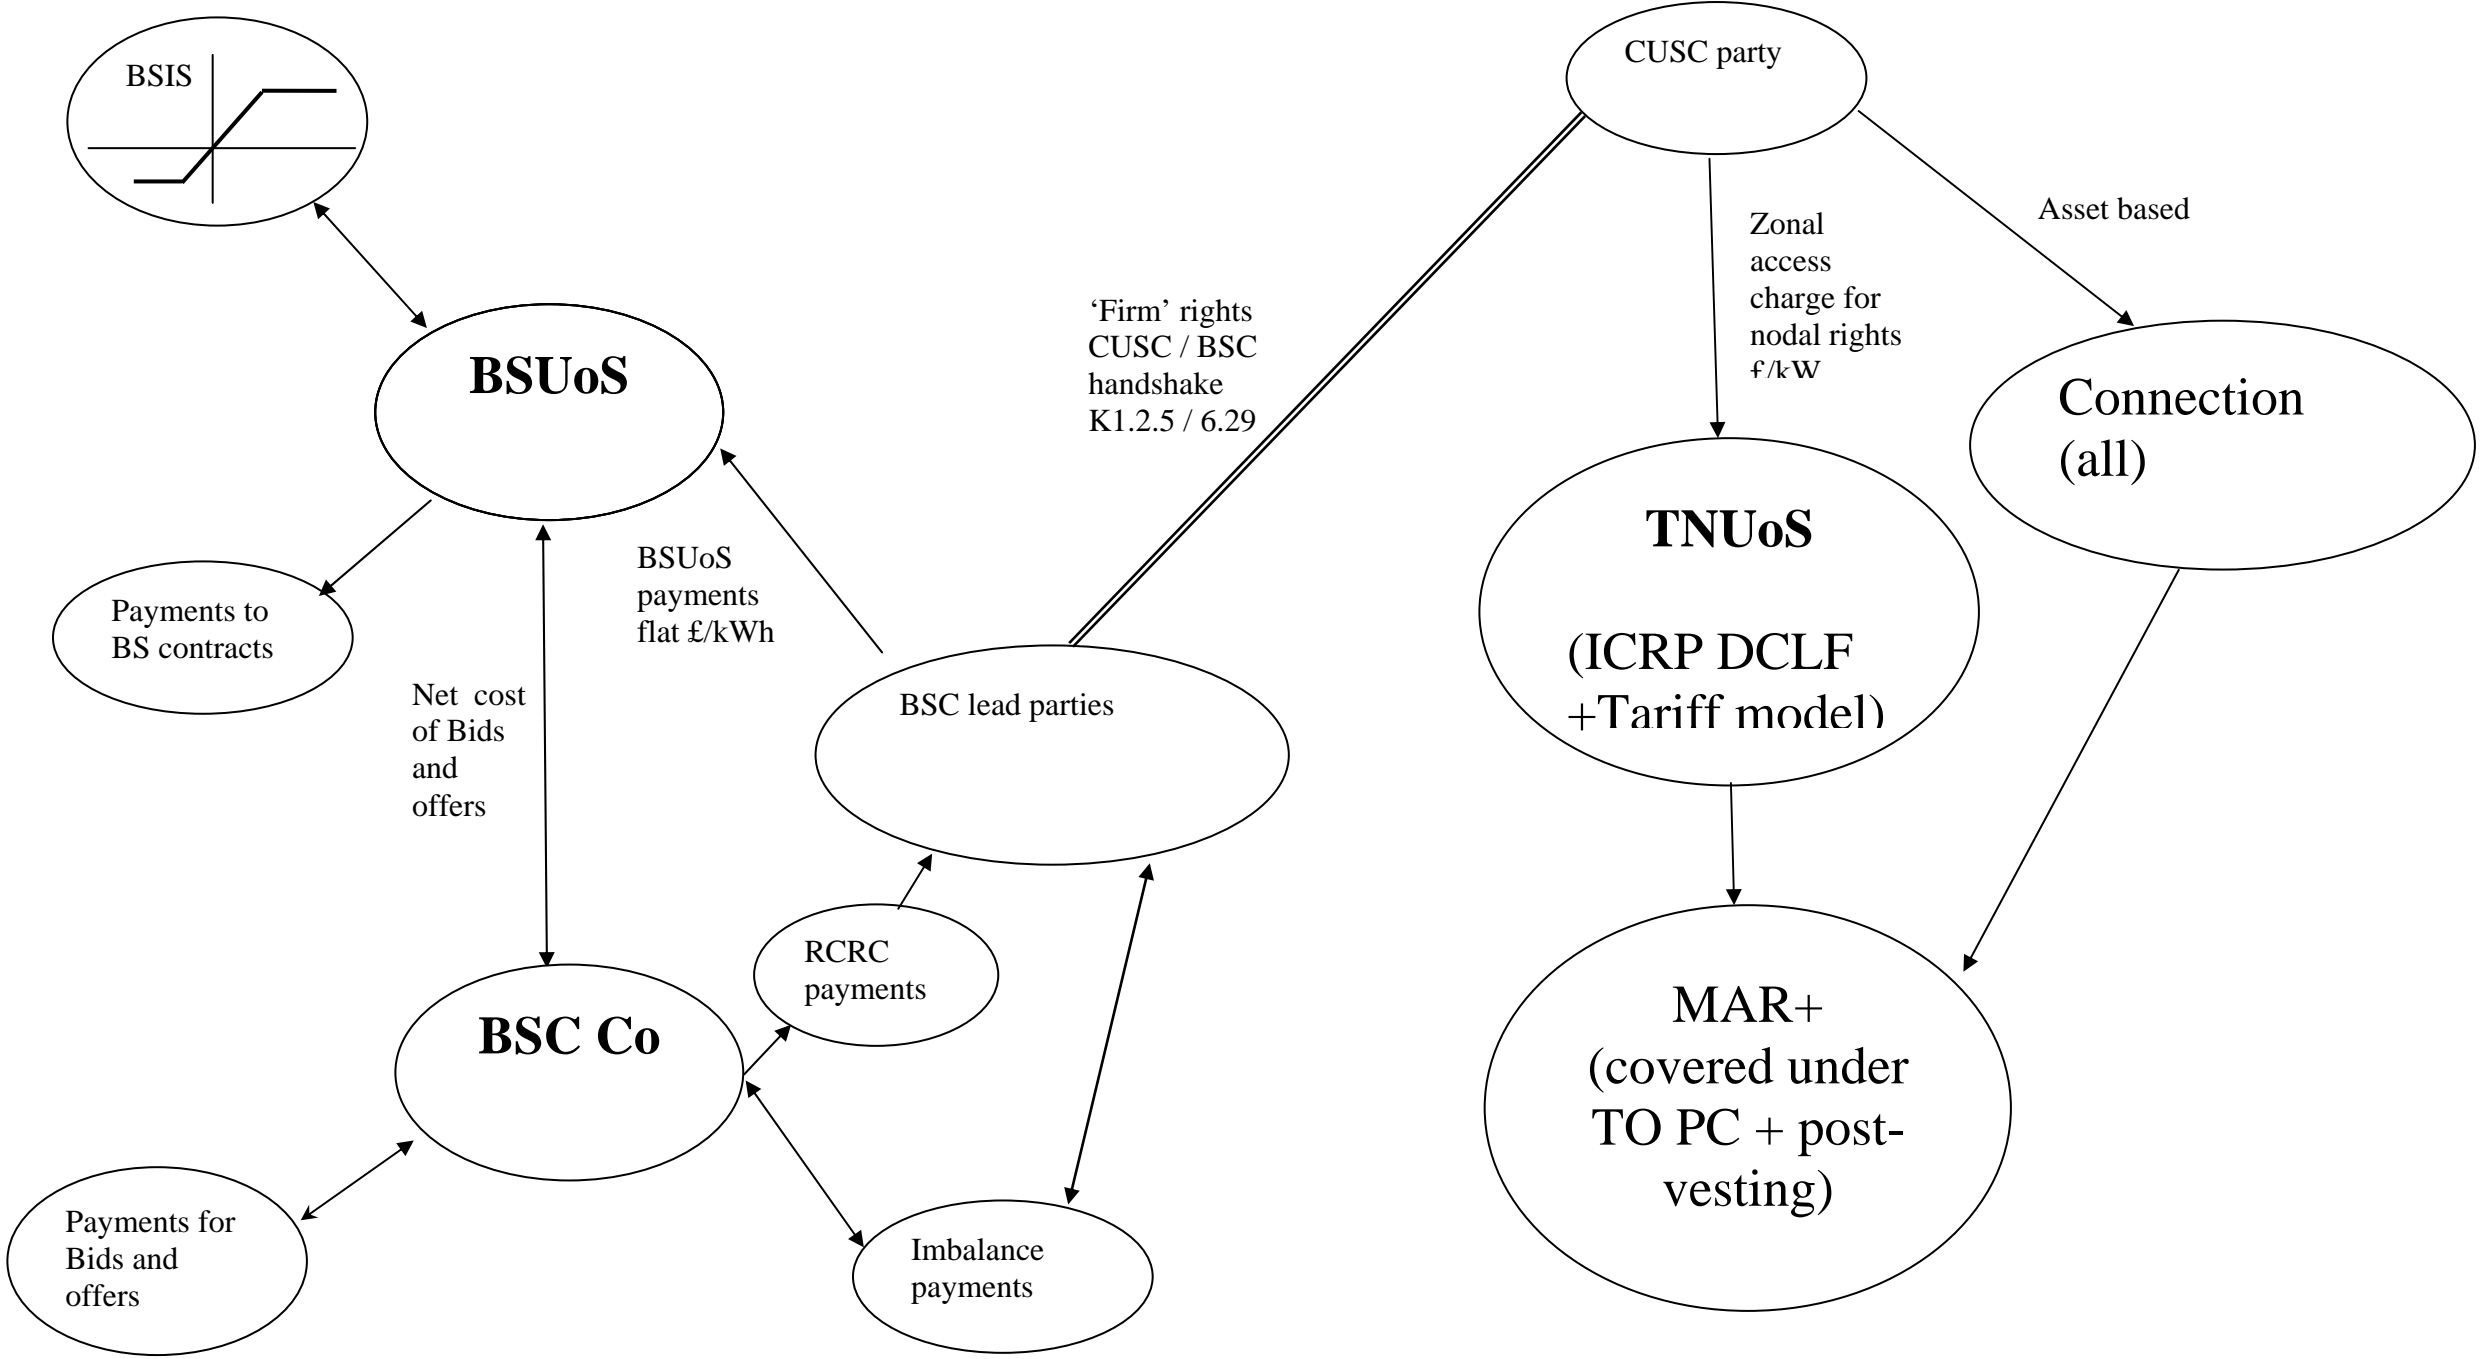 BSIS
CUSC party
Asset based
Zonal
access
charge for
nodal rights
£/kW
‘Firm’ rights
CUSC / BSC
handshake
K1.2.5 / 6.29
BSUoS
Connection
(all)
TNUoS
(ICRP DCLF
+Tariff model)
BSUoS
payments
flat £/kWh
Payments to
BS contracts
Net cost
of Bids
and
offers
BSC lead parties
RCRC
payments
BSC Co
MAR+
(covered under
TO PC + post-
vesting)
Payments for
Bids and
offers
Imbalance
payments